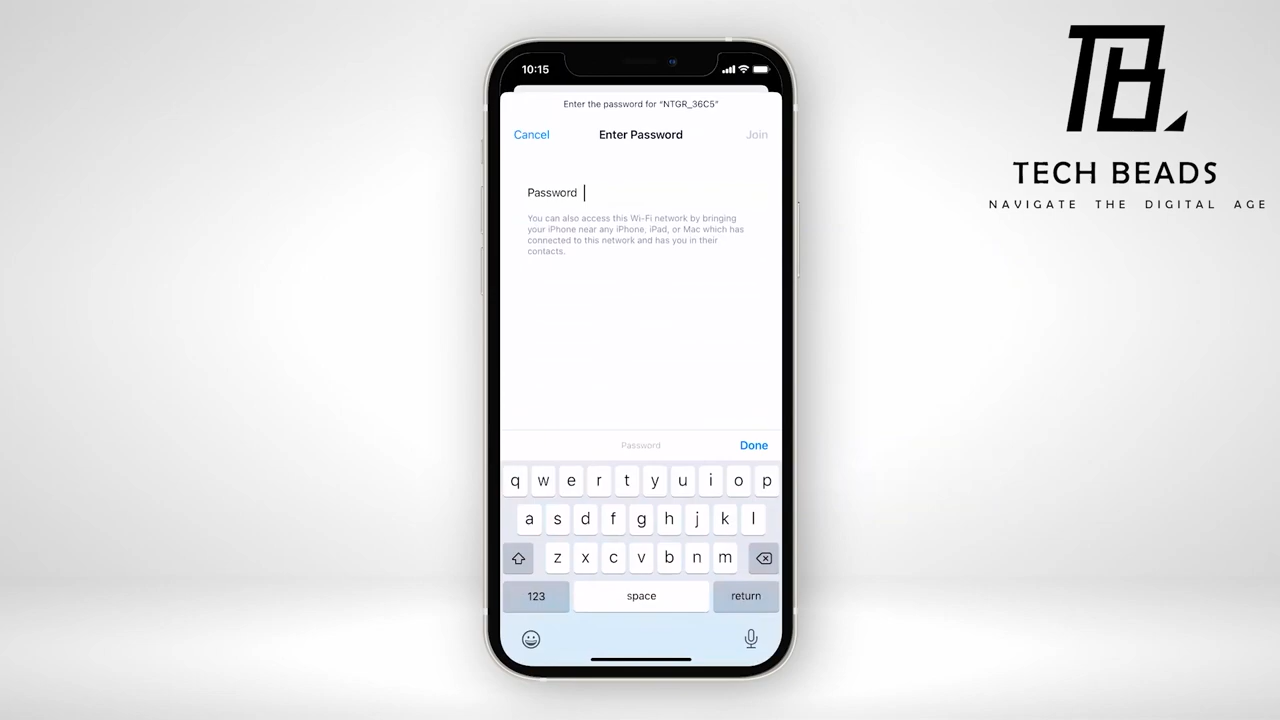 10:15
Enter the password for “NTGR_36C5”
Cancel Enter Password Join
Password
You can also access this Wi-Fi network by bringing
your iPhone near any iPhone, iPad, or Mac which has
connected to this network and has you in their
contacts.
Password Done
q w e r t y u i o p
a s d f g h j k l
z x c v b n m
123 space return
TB
TECH BEADS
NAVIGATE THE DIGITAL AGE